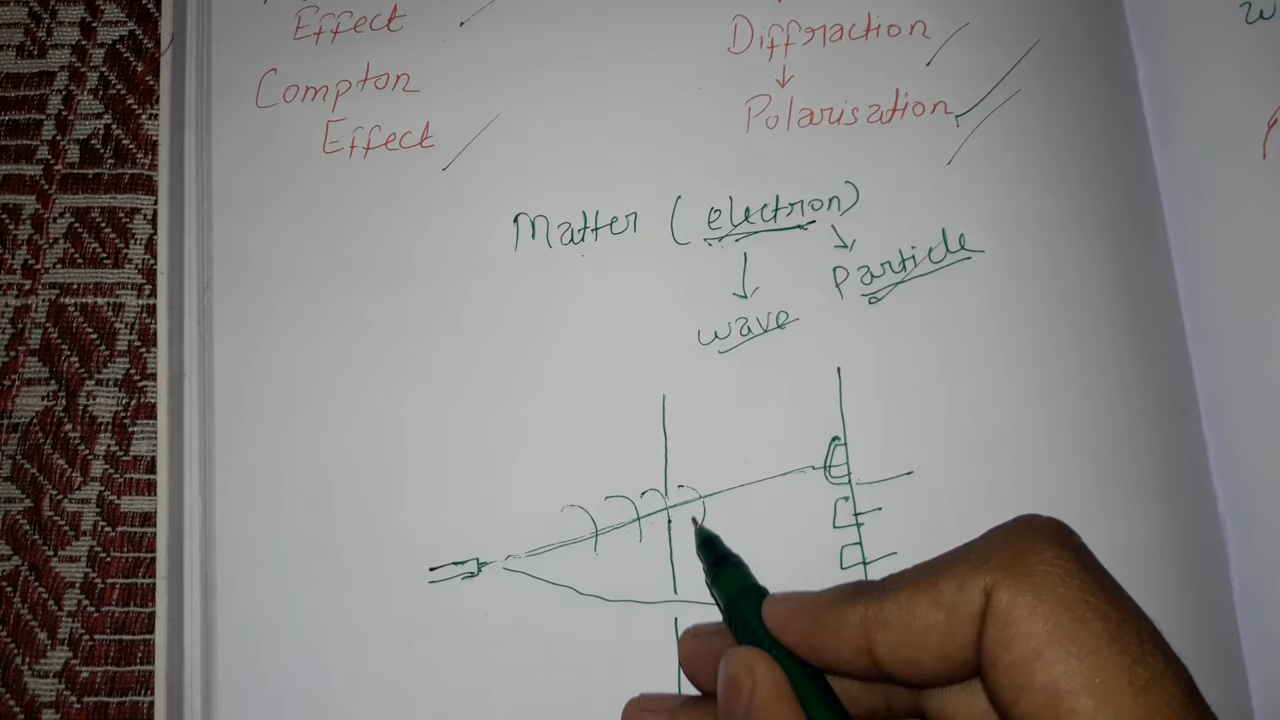 Effect
Compton
Effect
Diffraction
Polarisation
Matter (electron)
wave
Particle